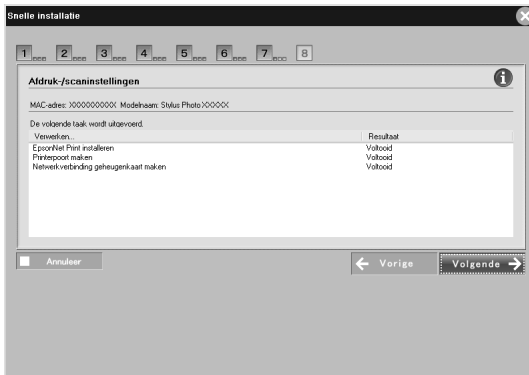 Snelle installatie
1 2 3 4 5 6 7 8
Afdruk-/scaninstellingen
MAC-adres: XXXXXXXXXX Modelnaam: Stylus Photo XXXXX
De volgende taak wordt uitgevoerd.
Verwerken... Resultaat
EpsonNet Print installeren Voltooid
Printerpoort maken Voltooid
Netwerkverbinding geheugenkaart maken Voltooid
Annuleer Vorige Volgende